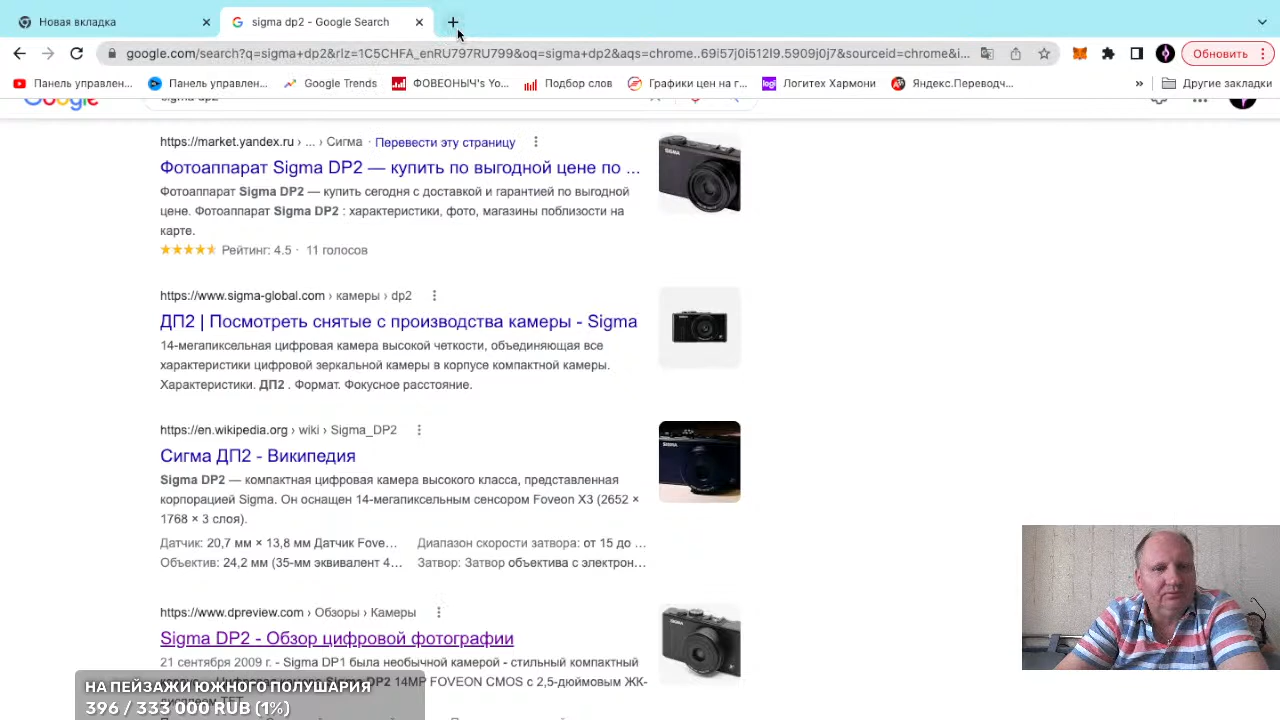 Новая вкладка
sigma dp2 - Google Search
google.com/search?q=sigma+dp2&rlz=1C5CHFA_enRU797RU799&oq=sigma+dp2&aqs=chrome..69i57j0i512l9.5909j0j7&sourceid=chrome&i...
Обновить
Панель управлен...
Панель управлен...
Google Trends
ФОВЕОНЫЧ's Yo...
Подбор слов
Графики цен на г...
Логитех Хармони
Яндекс.Переводч...
»
Другие закладки
Google
sigma dp2
https://market.yandex.ru › ... › Сигма · Перевести эту страницу
Фотоаппарат Sigma DP2 — купить по выгодной цене по ...
Фотоаппарат Sigma DP2 — купить сегодня с доставкой и гарантией по выгодной
цене. Фотоаппарат Sigma DP2 : характеристики, фото, магазины поблизости на
карте.
Рейтинг: 4.5 · 11 голосов
https://www.sigma-global.com › камеры › dp2
ДП2 | Посмотреть снятые с производства камеры - Sigma
14-мегапиксельная цифровая камера высокой четкости, объединяющая все
характеристики цифровой зеркальной камеры в корпусе компактной камеры.
Характеристики. ДП2 . Формат. Фокусное расстояние.
https://en.wikipedia.org › wiki › Sigma_DP2
Сигма ДП2 - Википедия
Sigma DP2 — компактная цифровая камера высокого класса, представленная
корпорацией Sigma. Он оснащен 14-мегапиксельным сенсором Foveon X3 (2652 ×
1768 × 3 слоя).
Датчик: 20,7 мм × 13,8 мм Датчик Fove...
Диапазон скорости затвора: от 15 до ...
Объектив: 24,2 мм (35-мм эквивалент 4...
Затвор: Затвор объектива с электрон...
https://www.dpreview.com › Обзоры › Камеры
Sigma DP2 - Обзор цифровой фотографии
21 сентября 2009 г. - Sigma DP1 была необычной камерой - стильный компактный
Цифровая камера Sigma DP2 14MP FOVEON CMOS с 2,5-дюймовым ЖК-
НА ПЕЙЗАЖИ ЮЖНОГО ПОЛУШАРИЯ
396 / 333 000 RUB (1%)